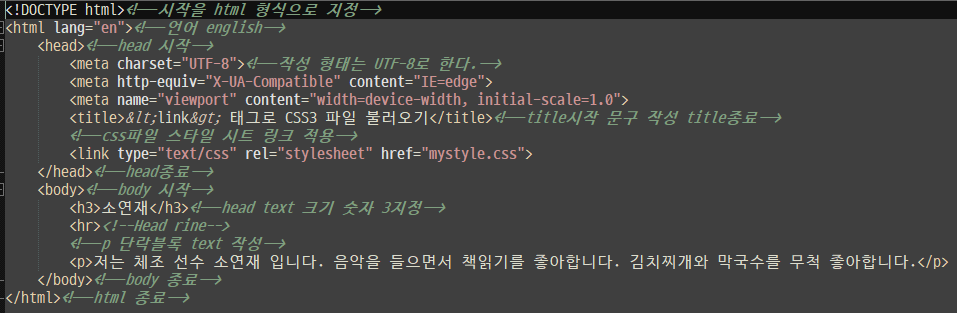 <!DOCTYPE html><!--시작을 html 형식으로 지정-->
<html lang="en"><!--언어 english-->
<head><!--head 시작-->
<meta charset="UTF-8"><!--작성 형태는 UTF-8로 한다.-->
<meta http-equiv="X-UA-Compatible" content="IE=edge">
<meta name="viewport" content="width=device-width, initial-scale=1.0">
<title>&lt;link&gt; 태그로 CSS3 파일 불러오기</title><!--title시작 문구 작성 title종료-->
<!--css파일 스타일 시트 링크 적용-->
<link type="text/css" rel="stylesheet" href="mystyle.css">
</head><!--head종료-->
<body><!--body 시작-->
<h3>소연재</h3><!--head text 크기 숫자 3지정-->
<hr><!--Head rine-->
<!--p 단락블록 text 작성-->
<p>저는 체조 선수 소연재 입니다. 음악을 들으면서 책읽기를 좋아합니다. 김치찌개와 막국수를 무척 좋아합니다.</p>
</body><!--body 종료-->
</html><!--html 종료-->